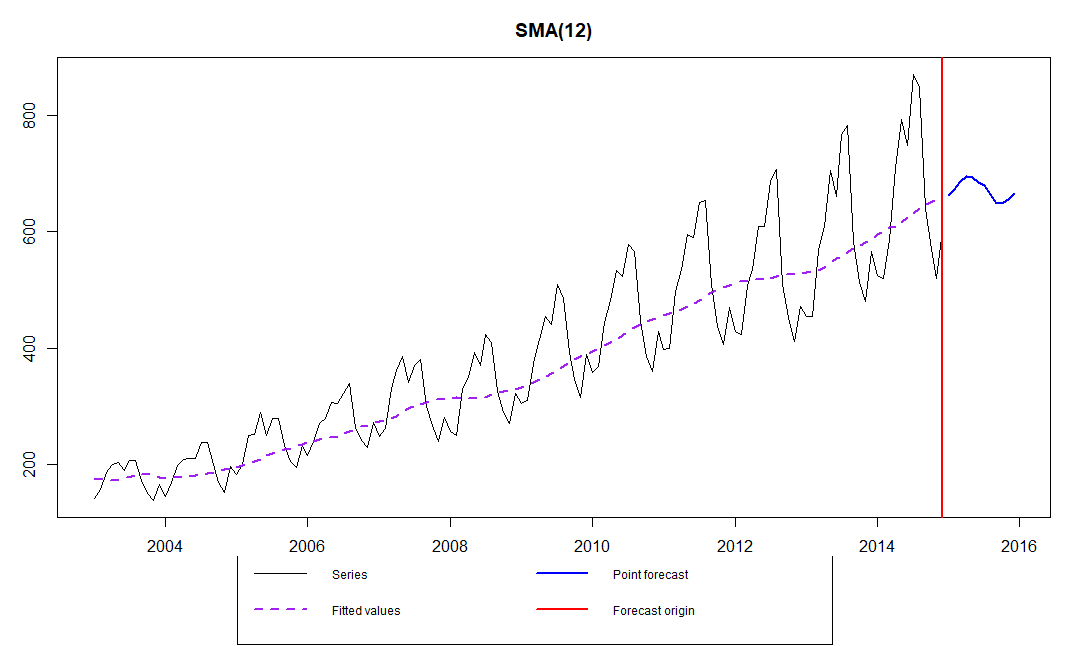 SMA(12)
800
600
400
200
2004 2006 2008 2010 2012 2014 2016
Series Point forecast
Fitted values Forecast origin